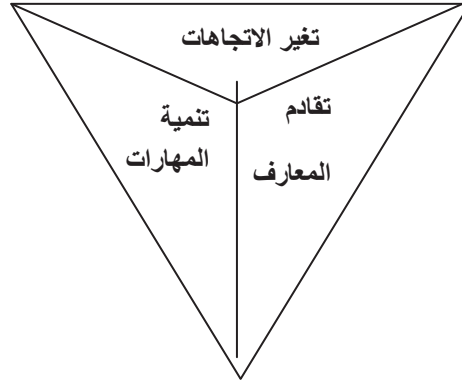 تغير الاتجاهات
تقادم
المعارف
تنمية
المهارات